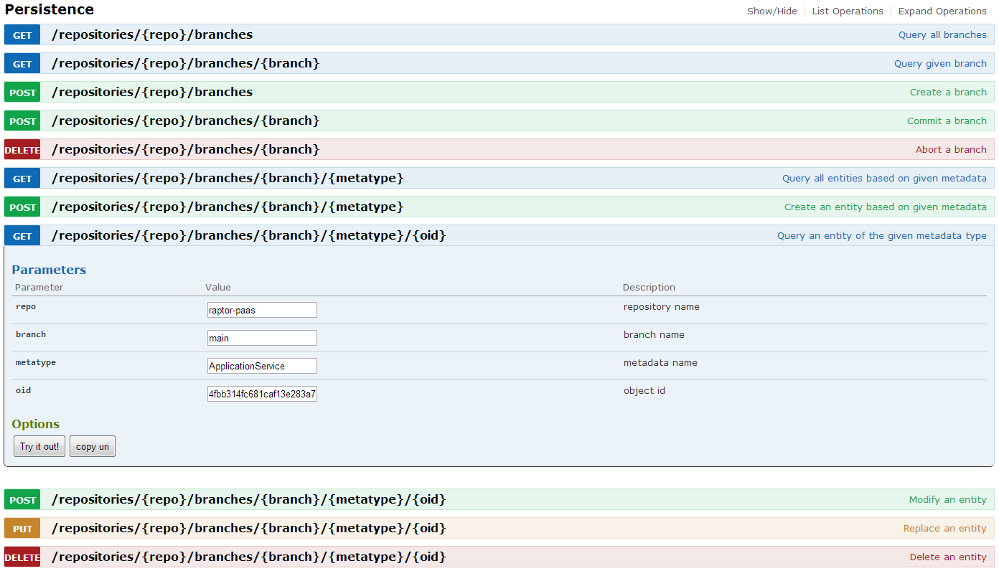 Persistence Show/Hide List Operations Expand Operations
GET /repositories/{repo}/branches Query all branches
GET /repositories/{repo}/branches/{branch} Query given branch
POST /repositories/{repo}/branches Create a branch
POST /repositories/{repo}/branches/{branch} Commit a branch
DELETE /repositories/{repo}/branches/{branch} Abort a branch
GET /repositories/{repo}/branches/{branch}/{metatype} Query all entities based on given metadata
POST /repositories/{repo}/branches/{branch}/{metatype} Create an entity based on given metadata
GET /repositories/{repo}/branches/{branch}/{metatype}/{oid} Query an entity of the given metadata type
Parameters
Parameter Value Description
repo raptor-paas repository name
branch main branch name
metatype ApplicationService metadata name
oid 4fbb314fc681caf13e283a7 object id
Options
Try it out! copy uri
POST /repositories/{repo}/branches/{branch}/{metatype}/{oid} Modify an entity
PUT /repositories/{repo}/branches/{branch}/{metatype}/{oid} Replace an entity
DELETE /repositories/{repo}/branches/{branch}/{metatype}/{oid} Delete an entity